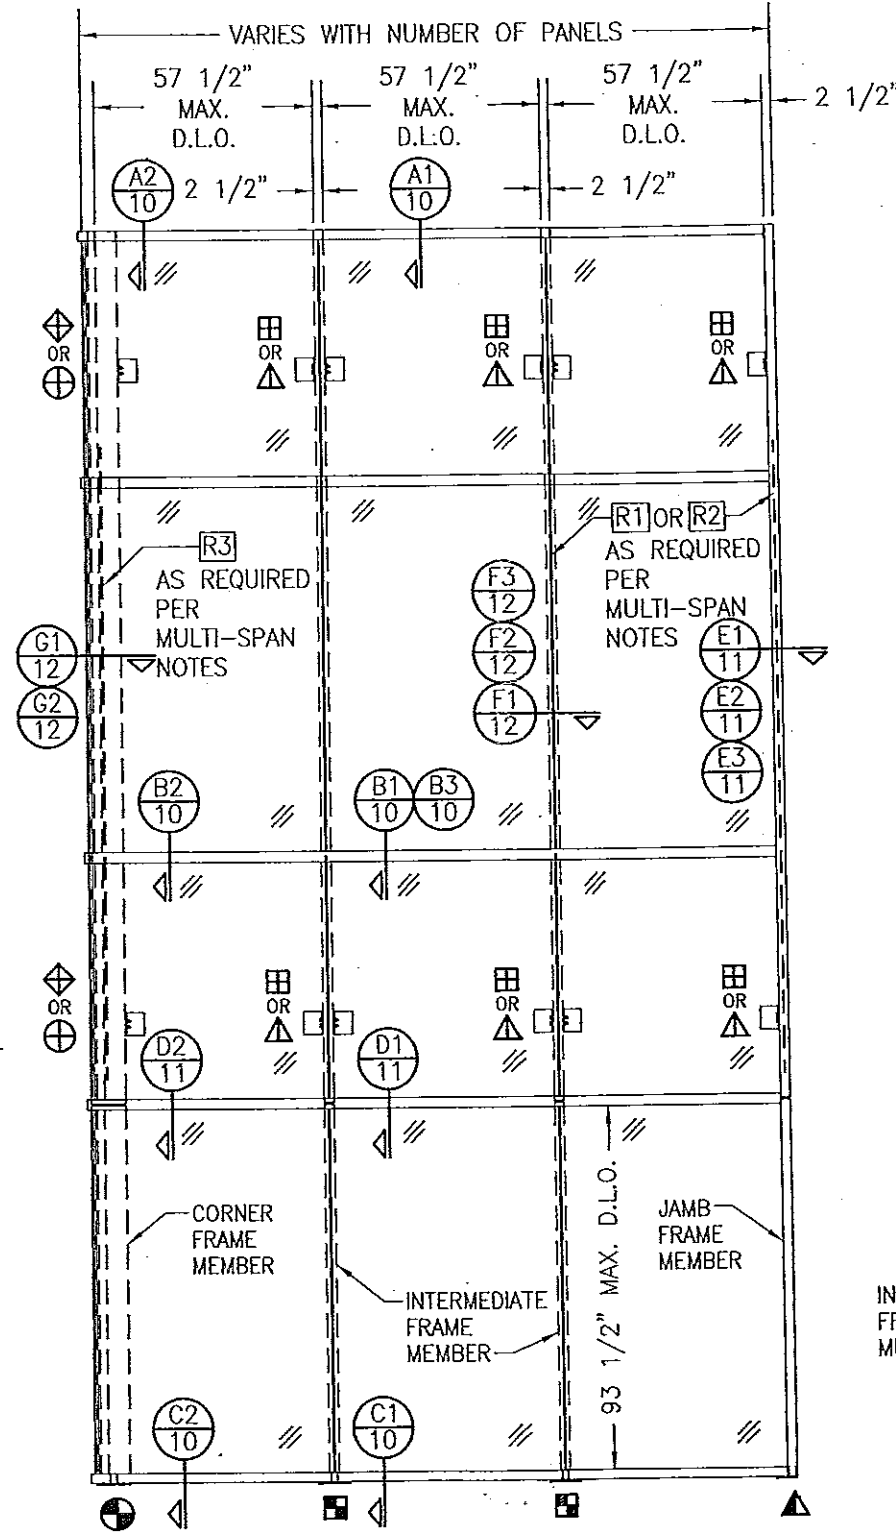 VARIES WITH NUMBER OF PANELS
57 1/2"
MAX.
D.L.O.
57 1/2"
MAX.
D.L.O.
57 1/2"
MAX.
D.L.O.
2 1/2"
A2
10
2 1/2"
A1
10
2 1/2"
OR
OR
OR
OR
R3
AS REQUIRED
PER
MULTI-SPAN
NOTES
R1 OR R2
AS REQUIRED
PER
MULTI-SPAN
NOTES
G1
12
G2
12
F3
12
F2
12
F1
12
E1
11
E2
11
E3
11
B2
10
B1
10
B3
10
OR
OR
OR
OR
D2
11
D1
11
CORNER
FRAME
MEMBER
INTERMEDIATE
FRAME
MEMBER
93 1/2" MAX. D.L.O.
JAMB
FRAME
MEMBER
C2
10
C1
10